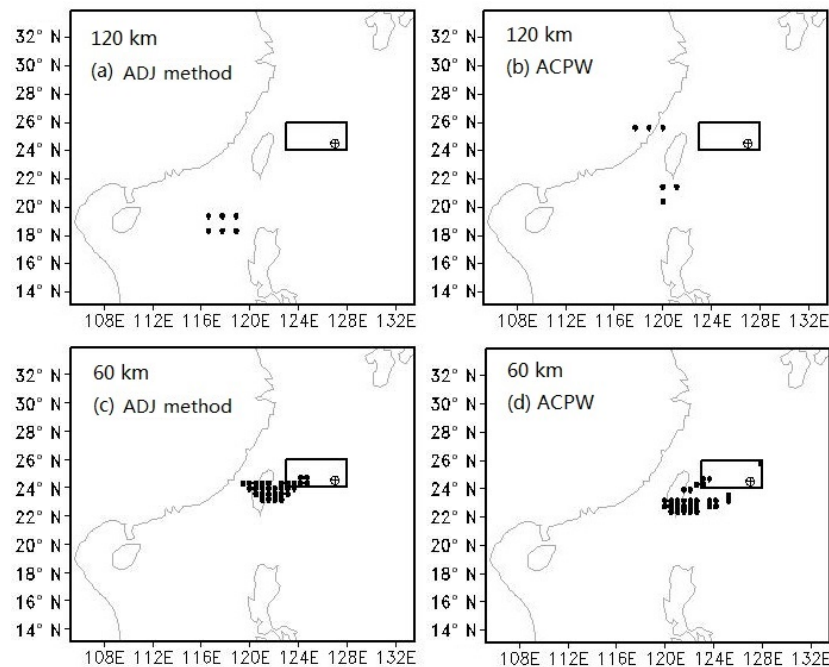 32° N
30° N
28° N
26° N
24° N
22° N
20° N
18° N
16° N
14° N
120 km
(a) ADJ method
108E 112E 116E 120E 124E 128E 132E
32° N
30° N
28° N
26° N
24° N
22° N
20° N
18° N
16° N
14° N
120 km
(b) ACPW
108E 112E 116E 120E 124E 128E 132E
32° N
30° N
28° N
26° N
24° N
22° N
20° N
18° N
16° N
14° N
60 km
(c) ADJ method
108E 112E 116E 120E 124E 128E 132E
32° N
30° N
28° N
26° N
24° N
22° N
20° N
18° N
16° N
14° N
60 km
(d) ACPW
108E 112E 116E 120E 124E 128E 132E